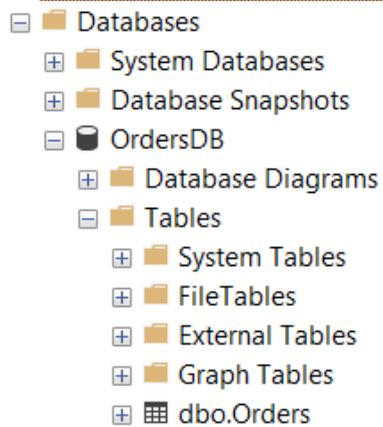 Databases
System Databases
Database Snapshots
OrdersDB
Database Diagrams
Tables
System Tables
FileTables
External Tables
Graph Tables
dbo.Orders